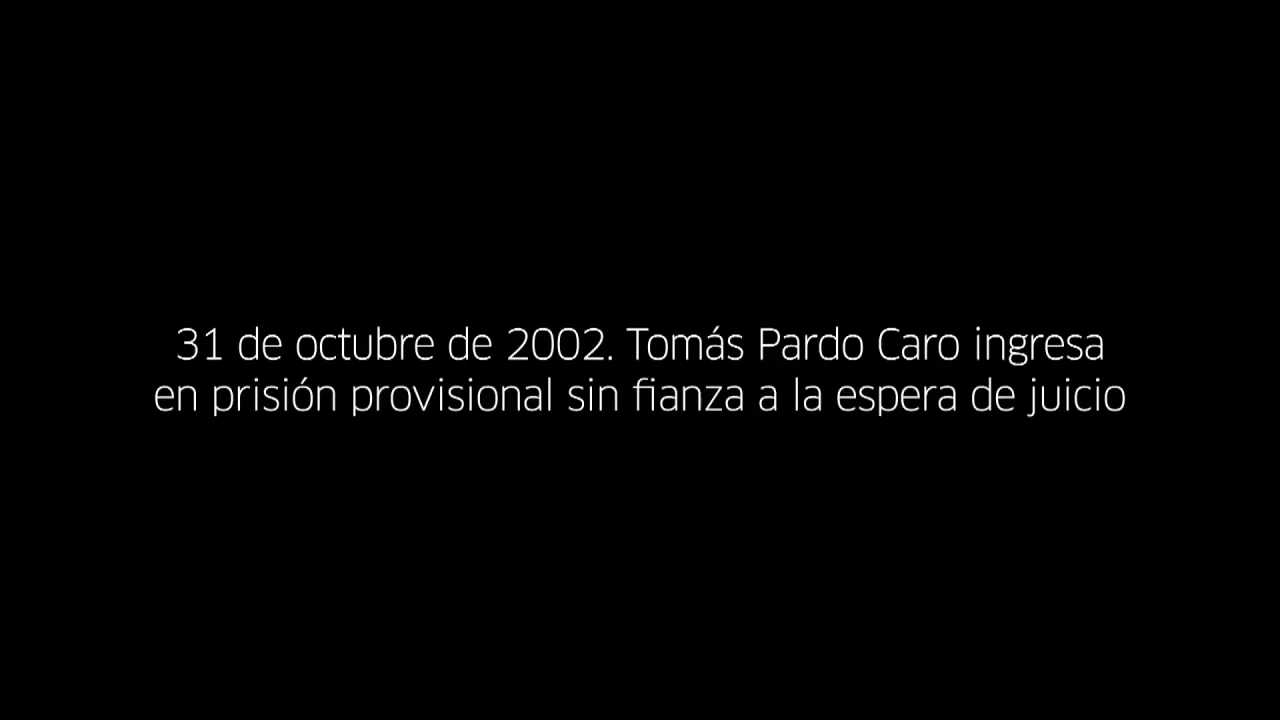 31 de octubre de 2002. Tomás Pardo Caro ingresa
en prisión provisional sin fianza a la espera de juicio